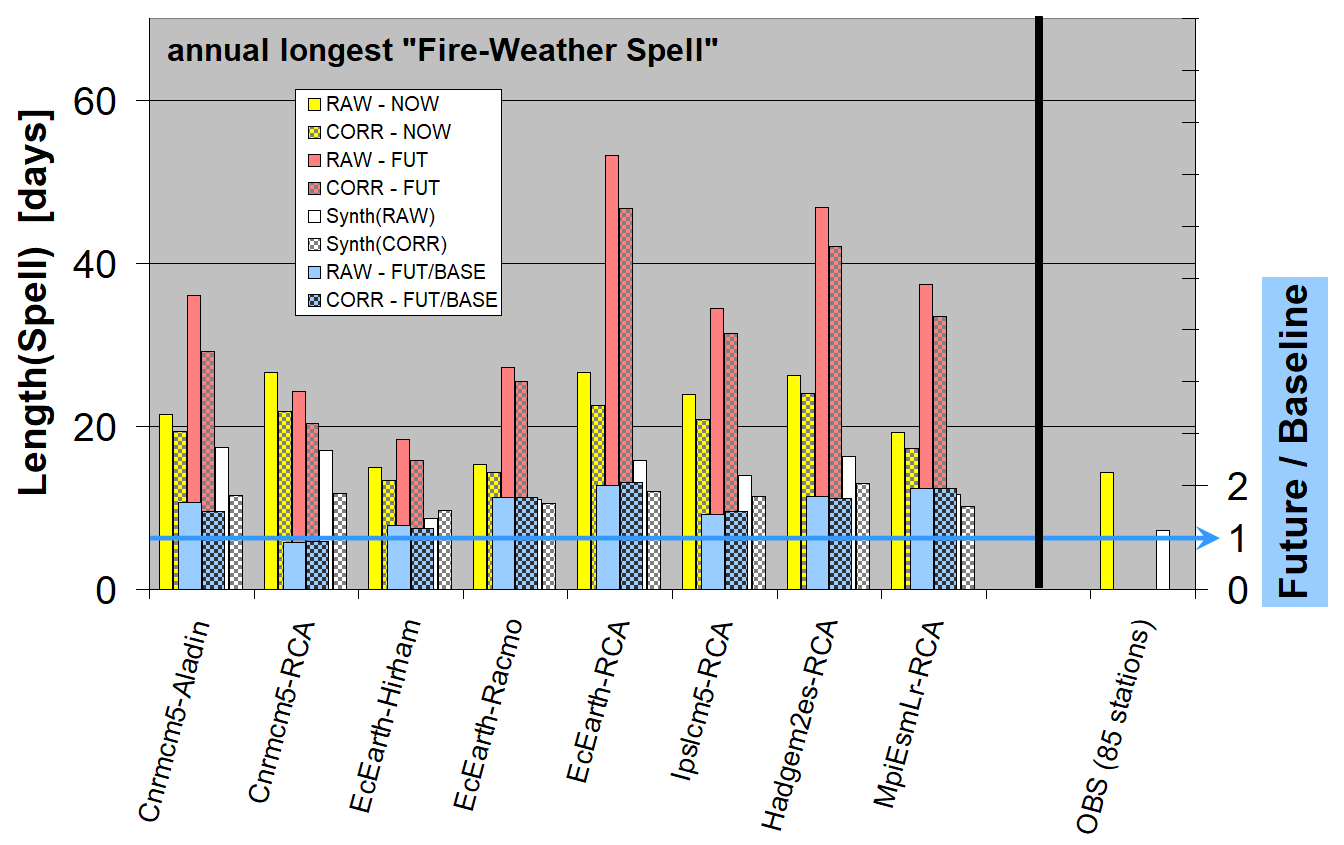 annual longest "Fire-Weather Spell"
RAW - NOW
CORR - NOW
RAW - FUT
CORR - FUT
Synth(RAW)
Synth(CORR)
RAW - FUT/BASE
CORR - FUT/BASE
Length(Spell) [days]
60
40
20
0
2
1
0
Future / Baseline
Cnrmcm5-Aladin
Cnrmcm5-RCA
EcEarth-Hirham
EcEarth-Racmo
EcEarth-RCA
Ipslcm5-RCA
Hadgem2es-RCA
MpiEsmLr-RCA
OBS (85 stations)